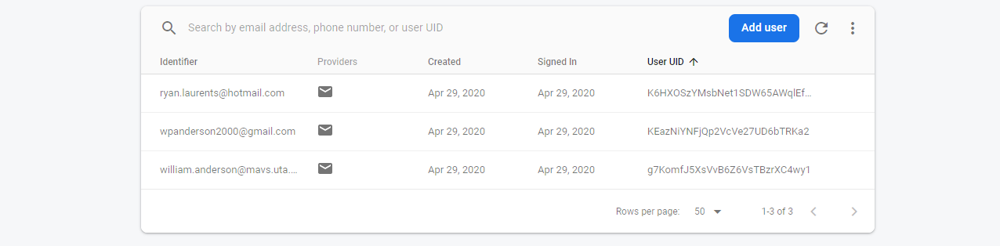 Search by email address, phone number, or user UID Add user
Identifier Providers Created Signed In User UID
ryan.laurents@hotmail.com Apr 29, 2020 Apr 29, 2020 K6HXOSzYMsbNet1SDW65AWqlEf...
wpanderson2000@gmail.com Apr 29, 2020 Apr 29, 2020 KEazNiYNFjQp2VcVe27UD6bTRKa2
william.anderson@mavs.uta.... Apr 29, 2020 Apr 29, 2020 g7KomfJ5XsVvB6Z6VsTBzrXC4wy1
Rows per page: 50 1-3 of 3